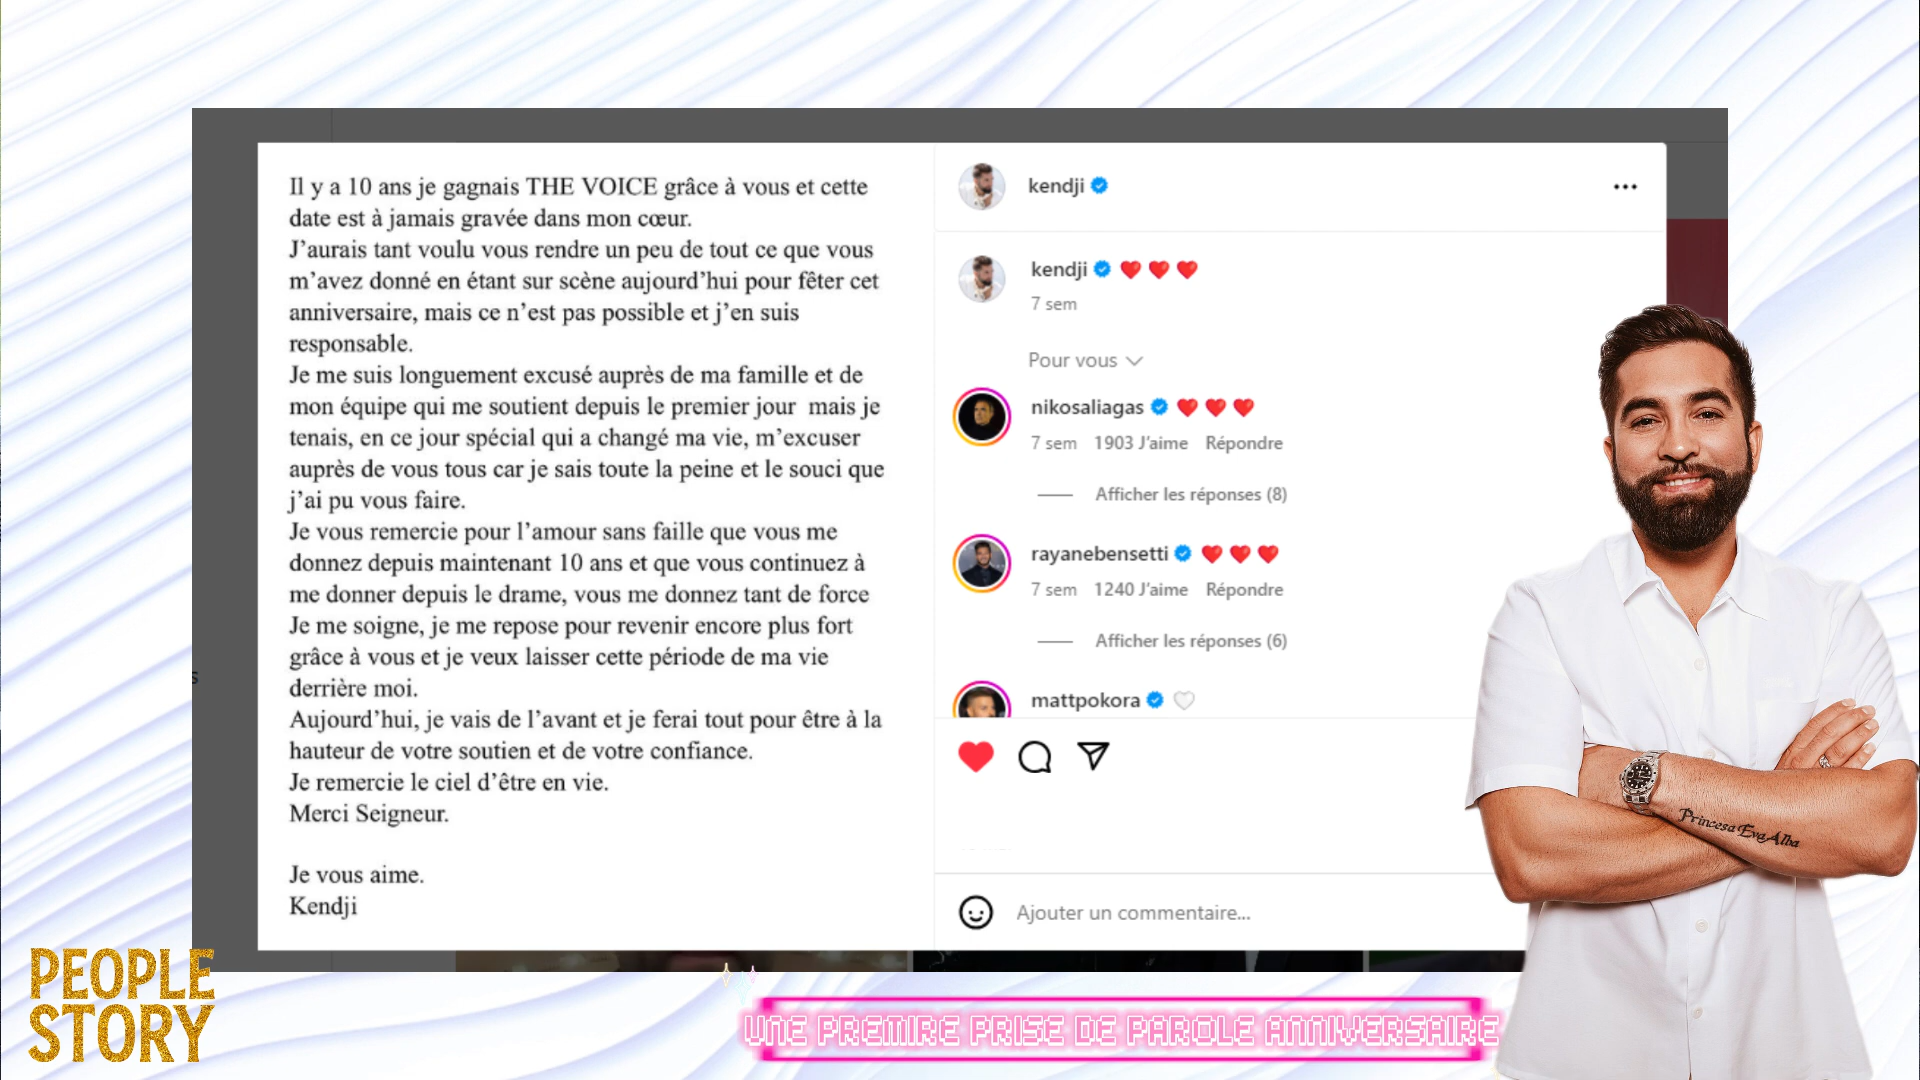 Il y a 10 ans je gagnais THE VOICE grâce à vous et cette
date est à jamais gravée dans mon cœur.
J’aurais tant voulu vous rendre un peu de tout ce que vous
m’avez donné en étant sur scène aujourd’hui pour fêter cet
anniversaire, mais ce n’est pas possible et j’en suis
responsable.
Je me suis longuement excusé auprès de ma famille et de
mon équipe qui me soutient depuis le premier jour  mais je
tenais, en ce jour spécial qui a changé ma vie, m’excuser
auprès de vous tous car je sais toute la peine et le souci que
j’ai pu vous faire.
Je vous remercie pour l’amour sans faille que vous me
donnez depuis maintenant 10 ans et que vous continuez à
me donner depuis le drame, vous me donnez tant de force
Je me soigne, je me repose pour revenir encore plus fort
grâce à vous et je veux laisser cette période de ma vie
derrière moi.
Aujourd’hui, je vais de l’avant et je ferai tout pour être à la
hauteur de votre soutien et de votre confiance.
Je remercie le ciel d’être en vie.
Merci Seigneur.
Je vous aime.
Kendji
kendji
kendji ❤️ ❤️ ❤️
7 sem
Pour vous
nikosaliagas ❤️ ❤️ ❤️
7 sem 1903 J’aime Répondre
Afficher les réponses (8)
rayanebensetti ❤️ ❤️ ❤️
7 sem 1240 J’aime Répondre
Afficher les réponses (6)
mattpokora 🤍
Ajouter un commentaire...
s
Princesa Eva Alba
PEOPLE
STORY
UNE PREMIRE PRISE DE PAROLE ANNIVERSAIRE